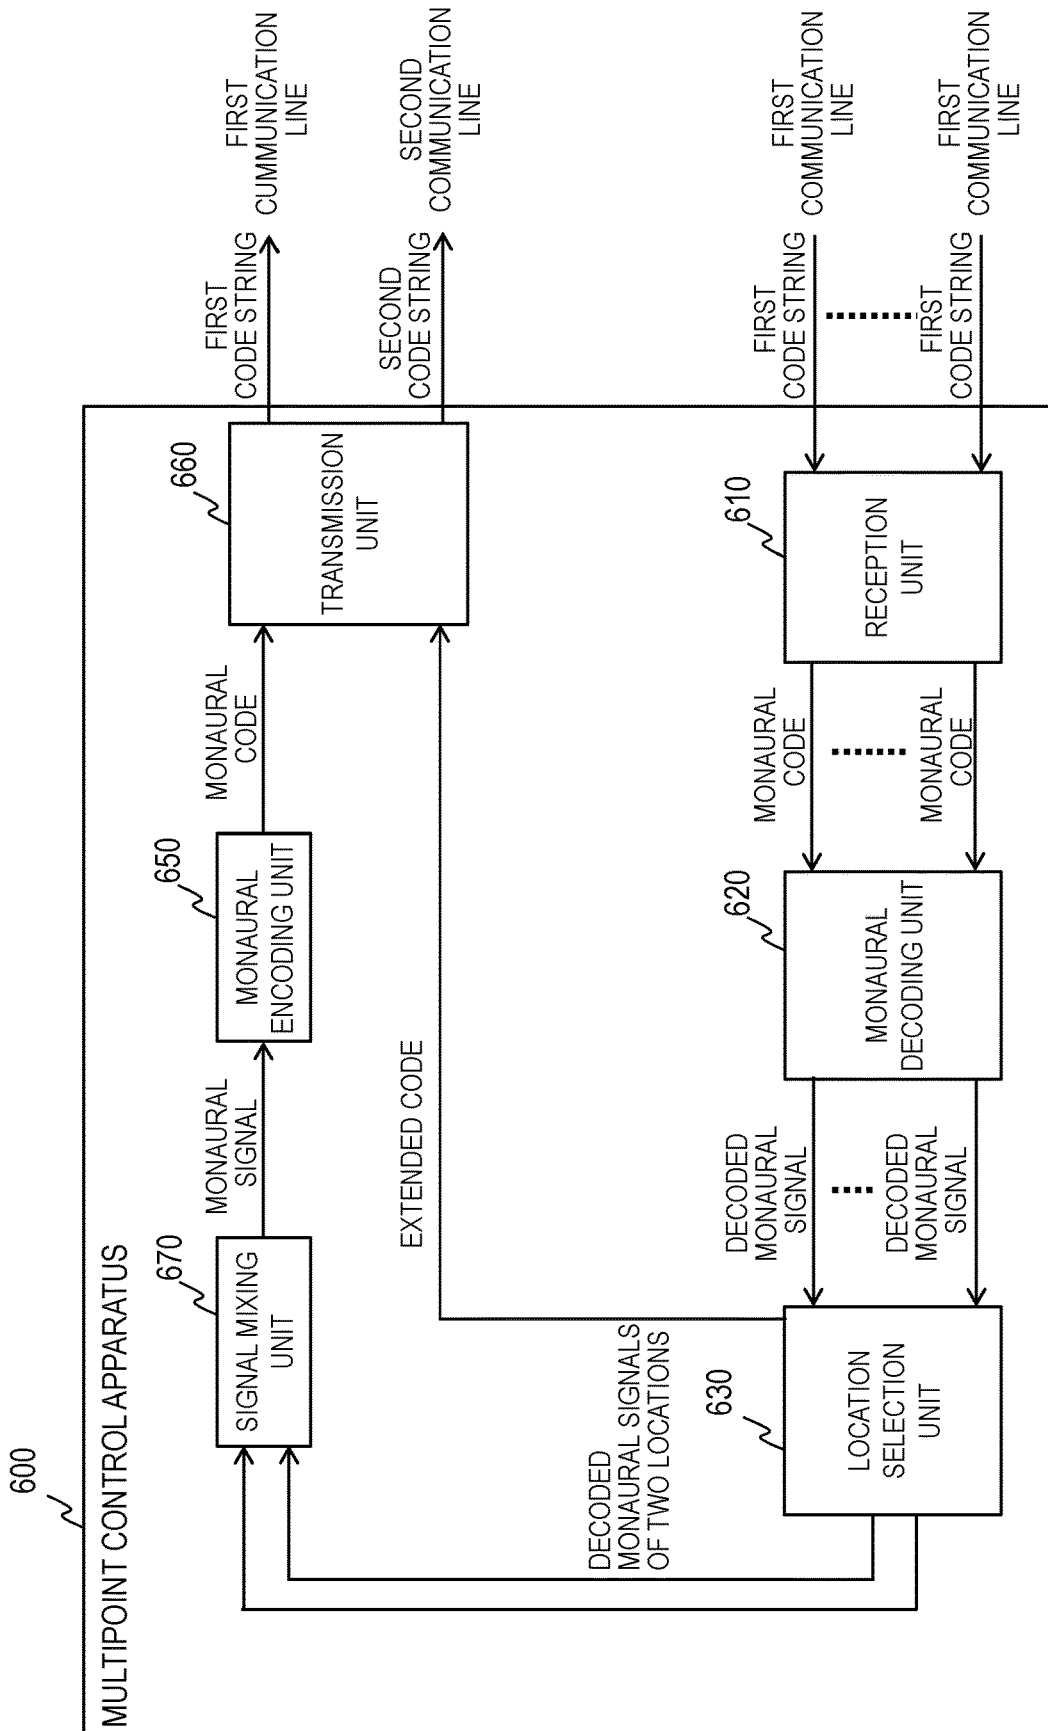 600
MULTIPOINT CONTROL APPARATUS
670
SIGNAL MIXING
UNIT
MONAURAL
SIGNAL
650
MONAURAL
ENCODING UNIT
MONAURAL
CODE
660
TRANSMISSION
UNIT
FIRST
CODE STRING
FIRST
CUMMUNICATION
LINE
SECOND
CODE STRING
SECOND
COMMUNICATION
LINE
EXTENDED CODE
DECODED
MONAURAL SIGNALS
OF TWO LOCATIONS
630
LOCATION
SELECTION
UNIT
DECODED
MONAURAL
SIGNAL
DECODED
MONAURAL
SIGNAL
620
MONAURAL
DECODING UNIT
MONAURAL
CODE
MONAURAL
CODE
610
RECEPTION
UNIT
FIRST
CODE STRING
FIRST
COMMUNICATION
LINE
FIRST
CODE STRING
FIRST
COMMUNICATION
LINE